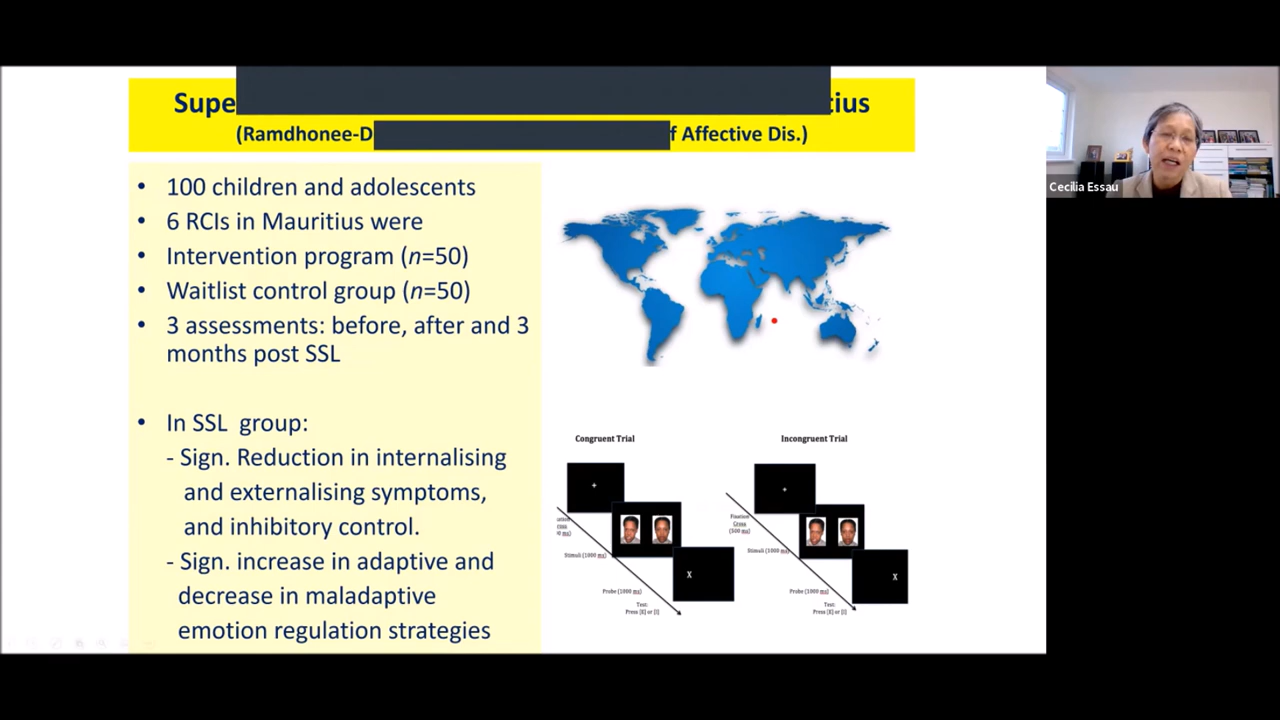 Supe
tius
(Ramdhonee-D
f Affective Dis.)
• 100 children and adolescents
• 6 RCIs in Mauritius were
• Intervention program (n=50)
• Waitlist control group (n=50)
• 3 assessments: before, after and 3
months post SSL
• In SSL group:
- Sign. Reduction in internalising
and externalising symptoms,
and inhibitory control.
- Sign. increase in adaptive and
decrease in maladaptive
emotion regulation strategies
Congruent Trial
+
Stimuli (1000 ms)
X
Probe (1000 ms)
Test:
Press [E] or [I]
Incongruent Trial
+
Fixation
Cross
(500 ms)
Stimuli (1000 ms)
X
Probe (1000 ms)
Test:
Press [E] or [I]
Cecilia Essau